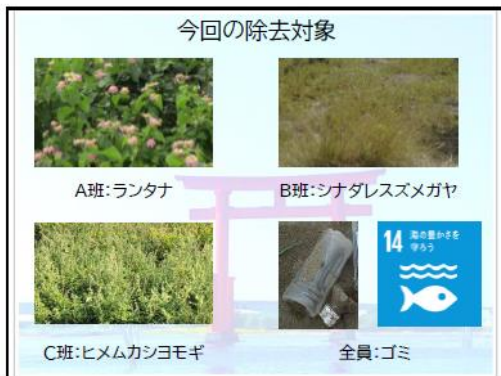 今回の除去対象
A班:ランタナ
B班:シナダレスズメガヤ
C班:ヒメムカシヨモギ
14 海の豊かさを
守ろう
全員:ゴミ